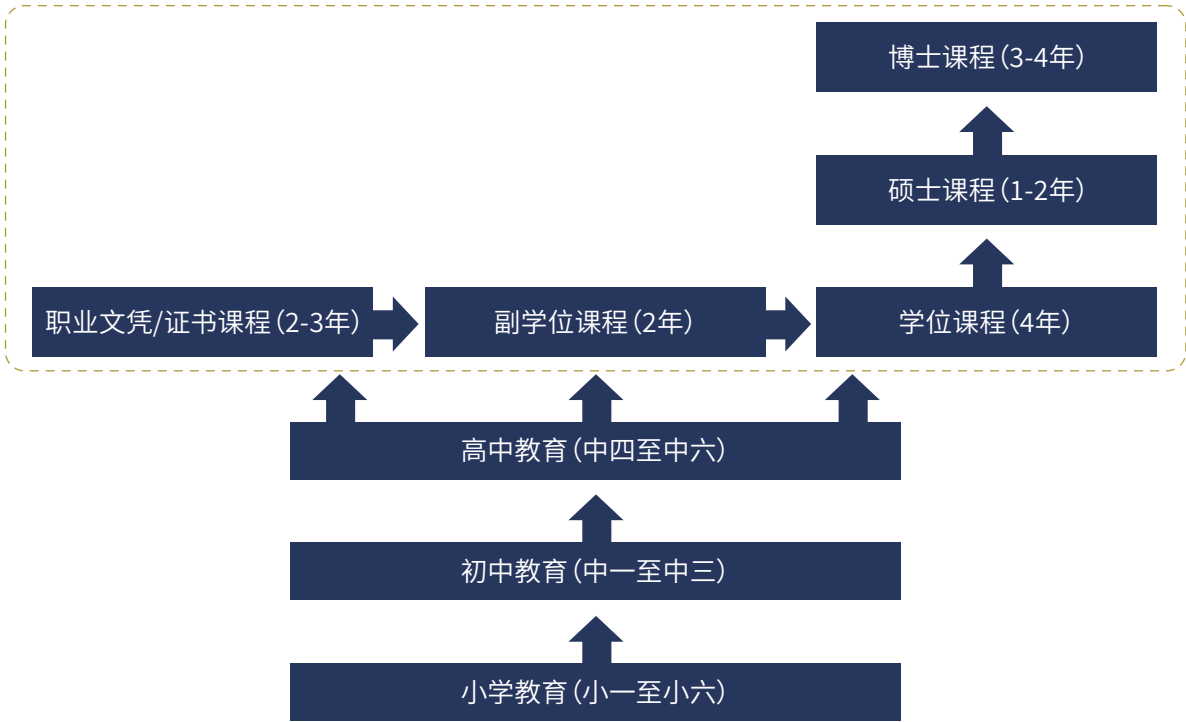 博士课程(3-4年)
硕士课程(1-2年)
职业文凭/证书课程(2-3年)
副学位课程(2年)
学位课程(4年)
高中教育(中四至中六)
初中教育(中一至中三)
小学教育(小一至小六)